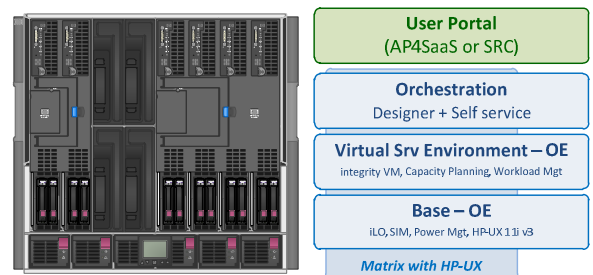 User Portal
(AP4SaaS or SRC)
Orchestration
Designer + Self service
Virtual Srv Environment – OE
integrity VM, Capacity Planning, Workload Mgt
Base – OE
iLO, SIM, Power Mgt, HP-UX 11i v3
Matrix with HP-UX